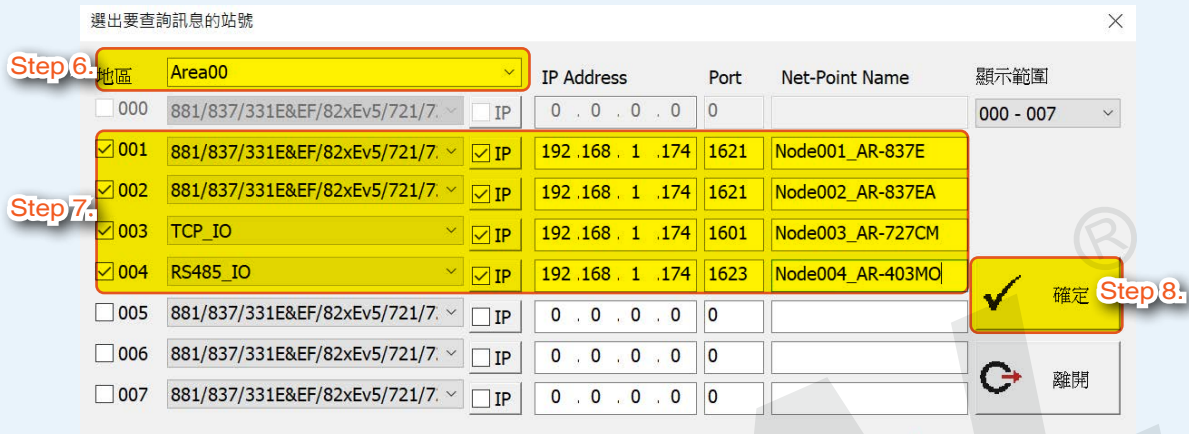 選出要查詢訊息的站號
Step 6. 地區 Area00 IP Address Port Net-Point Name 顯示範圍
000 881/837/331E&EF/82xEv5/721/7. IP 0 . 0 . 0 . 0 0 000 - 007
001 881/837/331E&EF/82xEv5/721/7. IP 192 .168 . 1 .174 1621 Node001_AR-837E
002 881/837/331E&EF/82xEv5/721/7. IP 192 .168 . 1 .174 1621 Node002_AR-837EA
Step 7.
003 TCP_IO IP 192 .168 . 1 .174 1601 Node003_AR-727CM
004 RS485_IO IP 192 .168 . 1 .174 1623 Node004_AR-403MO
確定 Step 8.
005 881/837/331E&EF/82xEv5/721/7. IP 0 . 0 . 0 . 0 0
006 881/837/331E&EF/82xEv5/721/7. IP 0 . 0 . 0 . 0 0
離開
007 881/837/331E&EF/82xEv5/721/7. IP 0 . 0 . 0 . 0 0
®